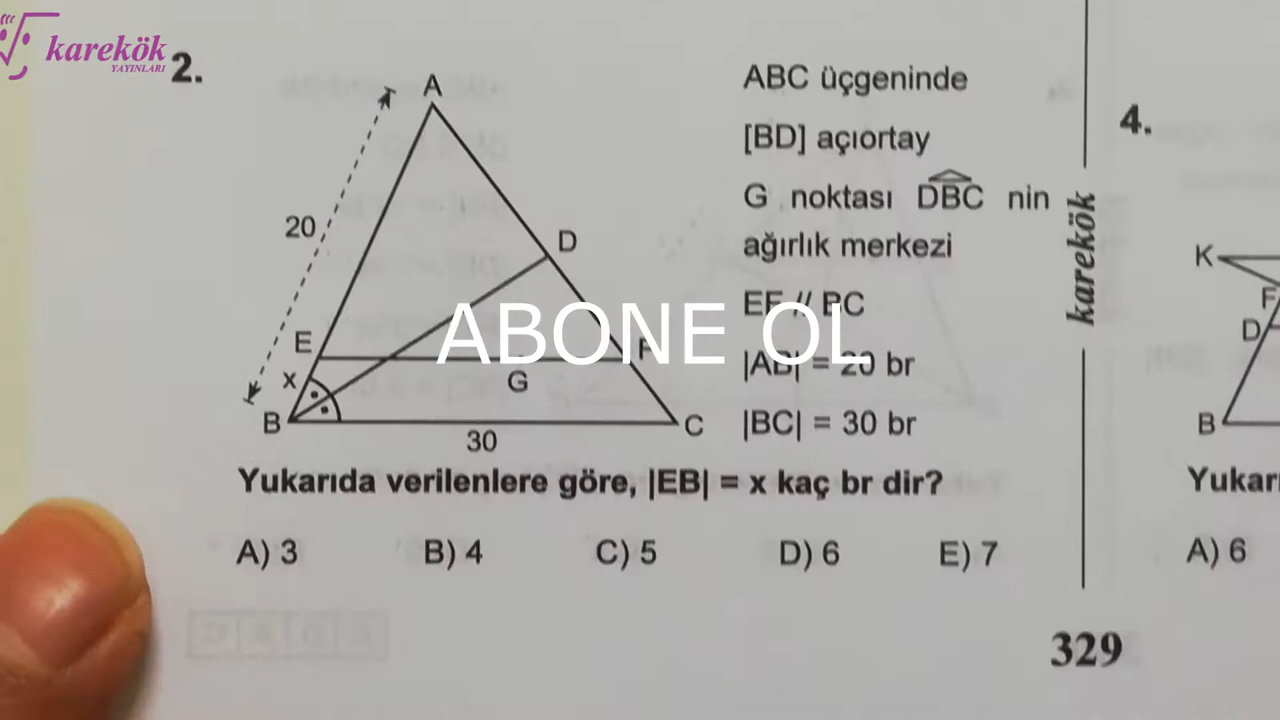 karekök
YAYINLARI
2.
A
20
D
E
F
x
G
B
C
30
ABC üçgeninde
[BD] açıortay
G noktası DBC nin
ağırlık merkezi
EF // BC
|AB| = 20 br
|BC| = 30 br
ABONE OL
Yukarıda verilenlere göre, |EB| = x kaç br dir?
A) 3 B) 4 C) 5 D) 6 E) 7
karekök
329
4.
K
F
D
B
Yukarı
A) 6